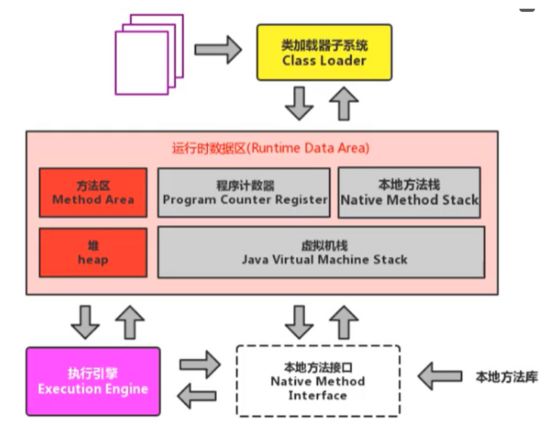 类加载器子系统
Class Loader
运行时数据区(Runtime Data Area)
方法区
Method Area
程序计数器
Program Counter Register
本地方法栈
Native Method Stack
堆
heap
虚拟机栈
Java Virtual Machine Stack
执行引擎
Execution Engine
本地方法接口
Native Method
Interface
本地方法库